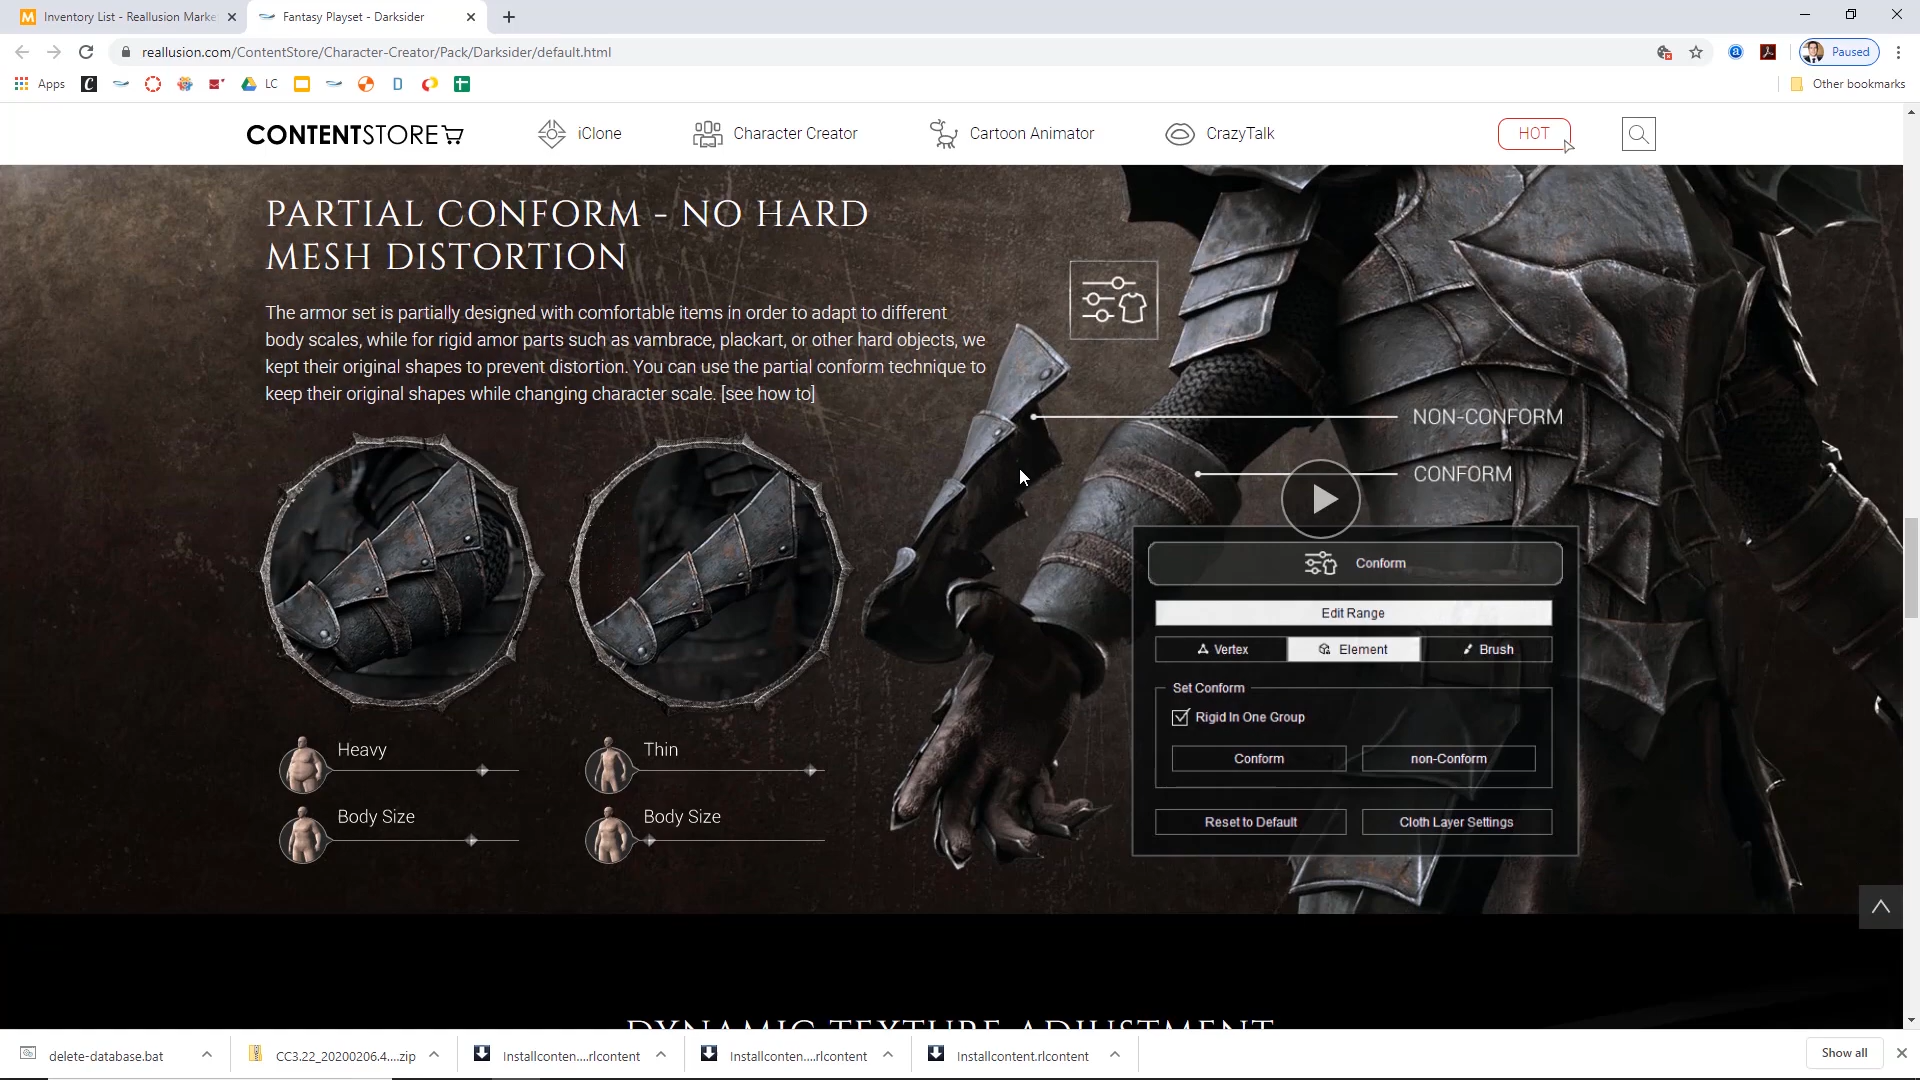 Inventory List - Reallusion Marke
Fantasy Playset - Darksider
reallusion.com/ContentStore/Character-Creator/Pack/Darksider/default.html
Paused
Apps
LC
Other bookmarks
CONTENTSTORE
iClone
Character Creator
Cartoon Animator
CrazyTalk
HOT
PARTIAL CONFORM - NO HARD
MESH DISTORTION
The armor set is partially designed with comfortable items in order to adapt to different
body scales, while for rigid amor parts such as vambrace, plackart, or other hard objects, we
kept their original shapes to prevent distortion. You can use the partial conform technique to
keep their original shapes while changing character scale. [see how to]
NON-CONFORM
CONFORM
Conform
Edit Range
Vertex
Element
Brush
Set Conform
Rigid In One Group
Conform
non-Conform
Reset to Default
Cloth Layer Settings
Heavy
Thin
Body Size
Body Size
DYNAMIC TEXTURE ADJUSTMENT
delete-database.bat
CC3.22_20200206.4....zip
Installconten....rlcontent
Installconten....rlcontent
Installcontent.rlcontent
Show all